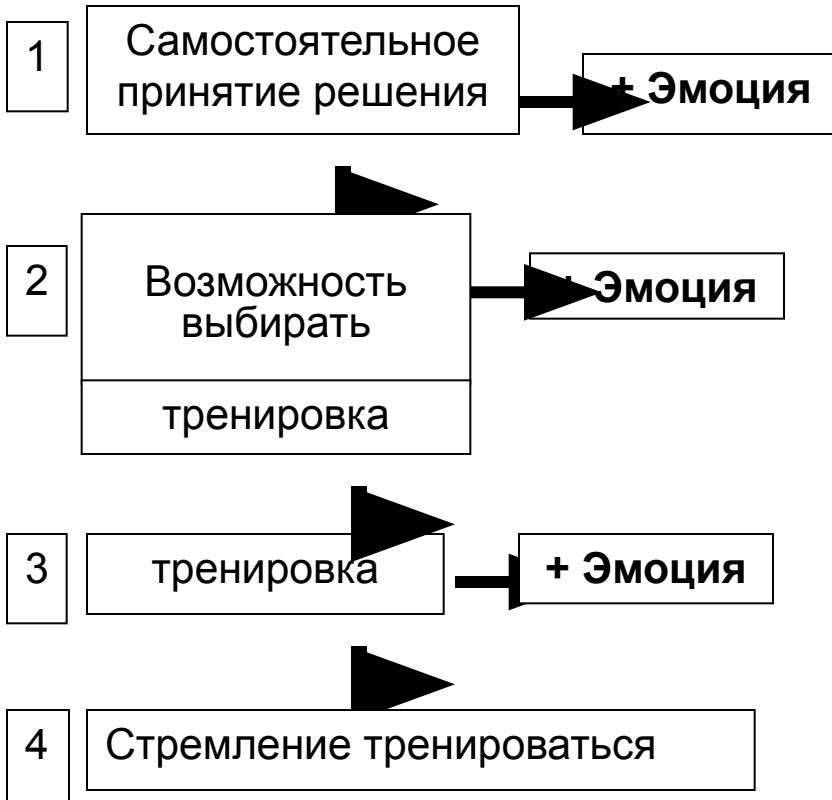 1
Самостоятельное
принятие решения
+ Эмоция
2
Возможность
выбирать
+ Эмоция
тренировка
3
тренировка
+ Эмоция
4
Стремление тренироваться